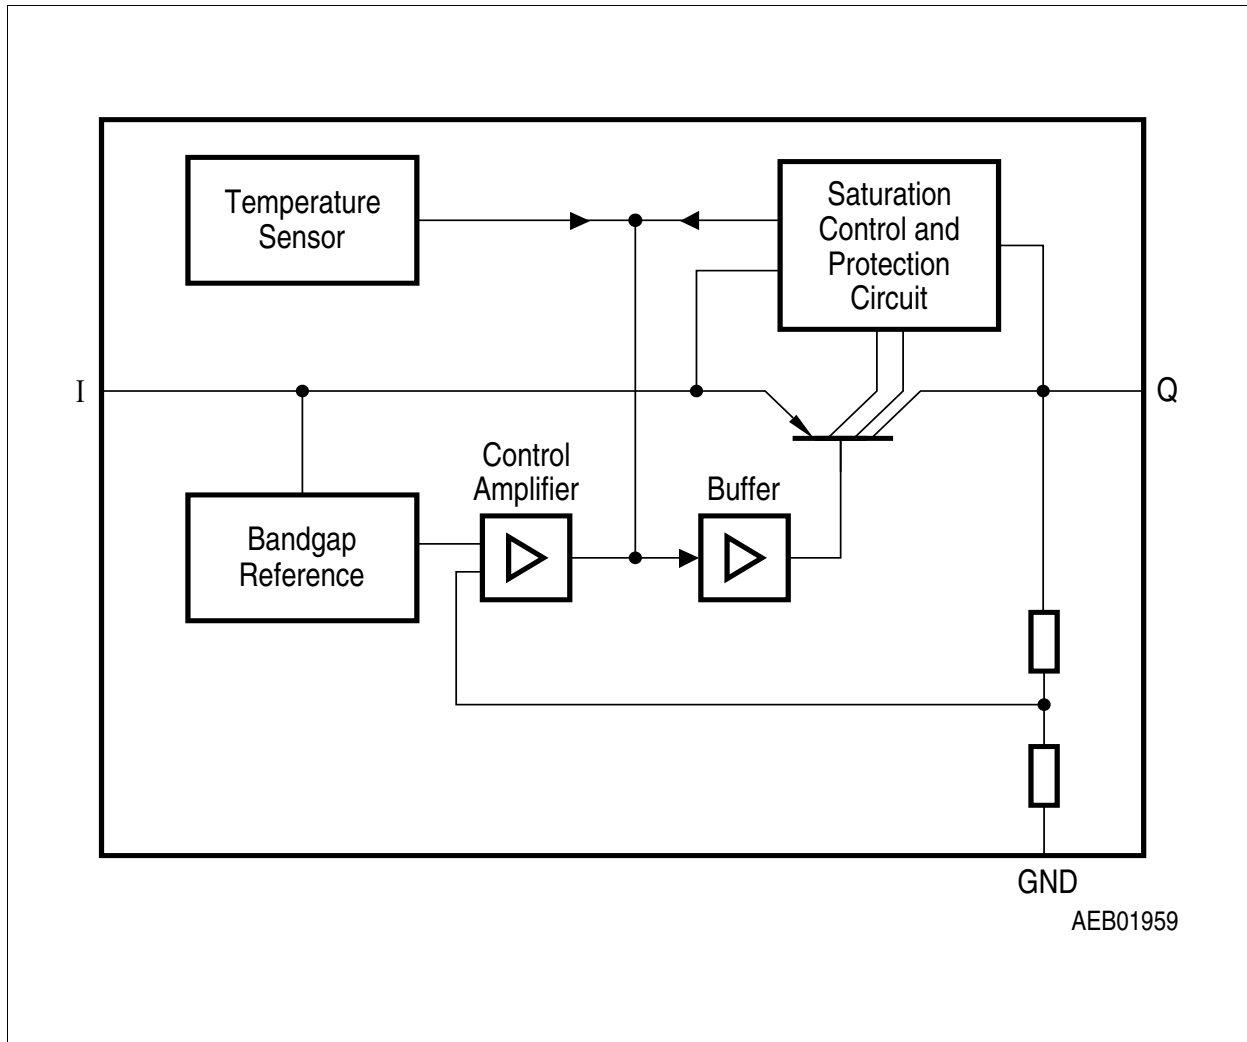 Temperature
Sensor
Saturation
Control and
Protection
Circuit
I
Q
Control
Amplifier
Buffer
Bandgap
Reference
GND
AEB01959